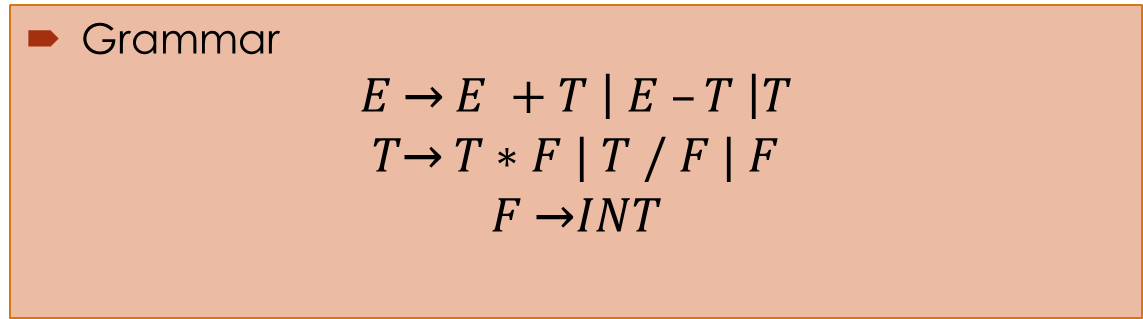 Grammar
E → E + T | E – T |T
T→ T * F | T / F | F
F →INT